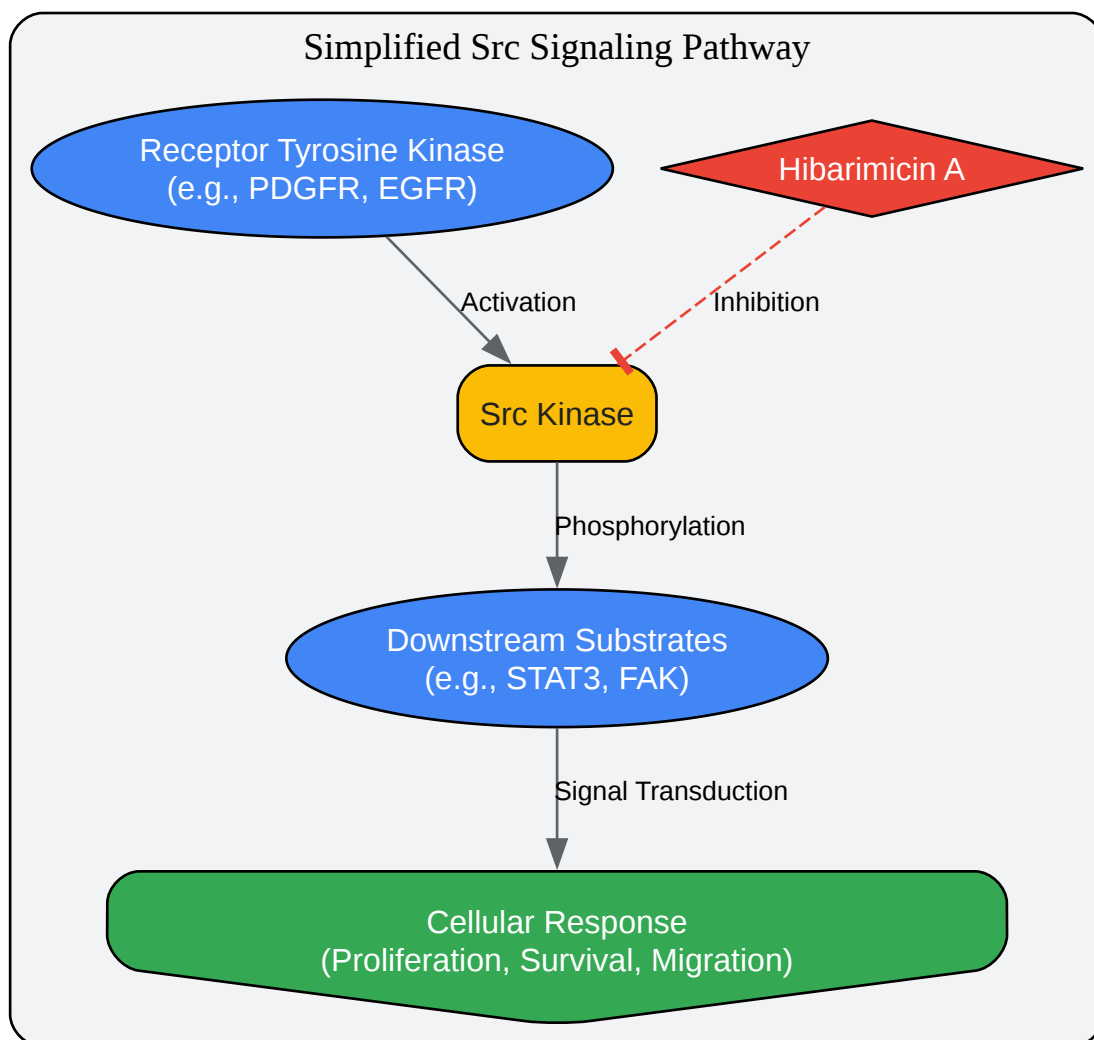 Simplified Src Signaling Pathway
Receptor Tyrosine Kinase
(e.g., PDGFR, EGFR)
Hibarimicin A
Activation
Inhibition
Src Kinase
Phosphorylation
Downstream Substrates
(e.g., STAT3, FAK)
Signal Transduction
Cellular Response
(Proliferation, Survival, Migration)